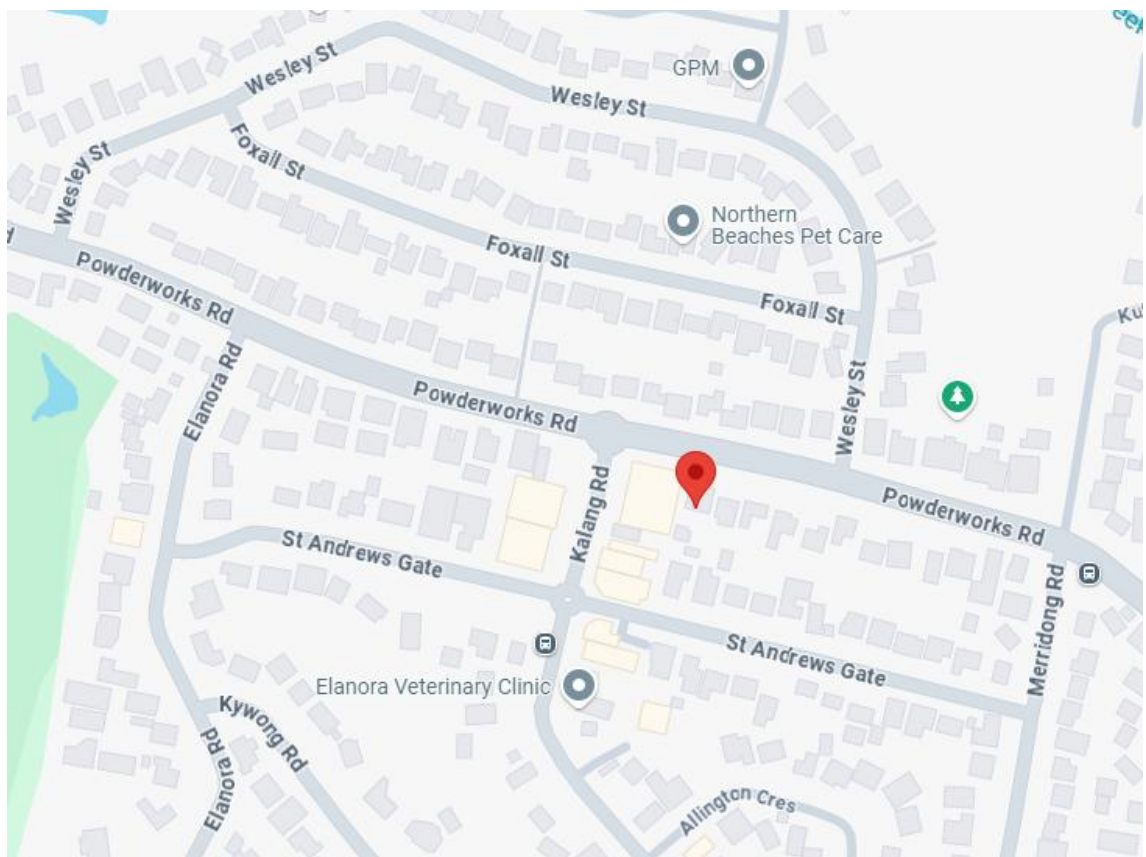 eek
Wesley St
GPM
Wesley St
Foxall St
Wesley St
Northern
Beaches Pet Care
Foxall St
Powderworks Rd
Foxall St
Elanora Rd
Powderworks Rd
Wesley St
Powderworks Rd
Kalang Rd
St Andrews Gate
Merridong Rd
St Andrews Gate
Elanora Veterinary Clinic
Kywong Rd
Elanora Rd
Allington Cres